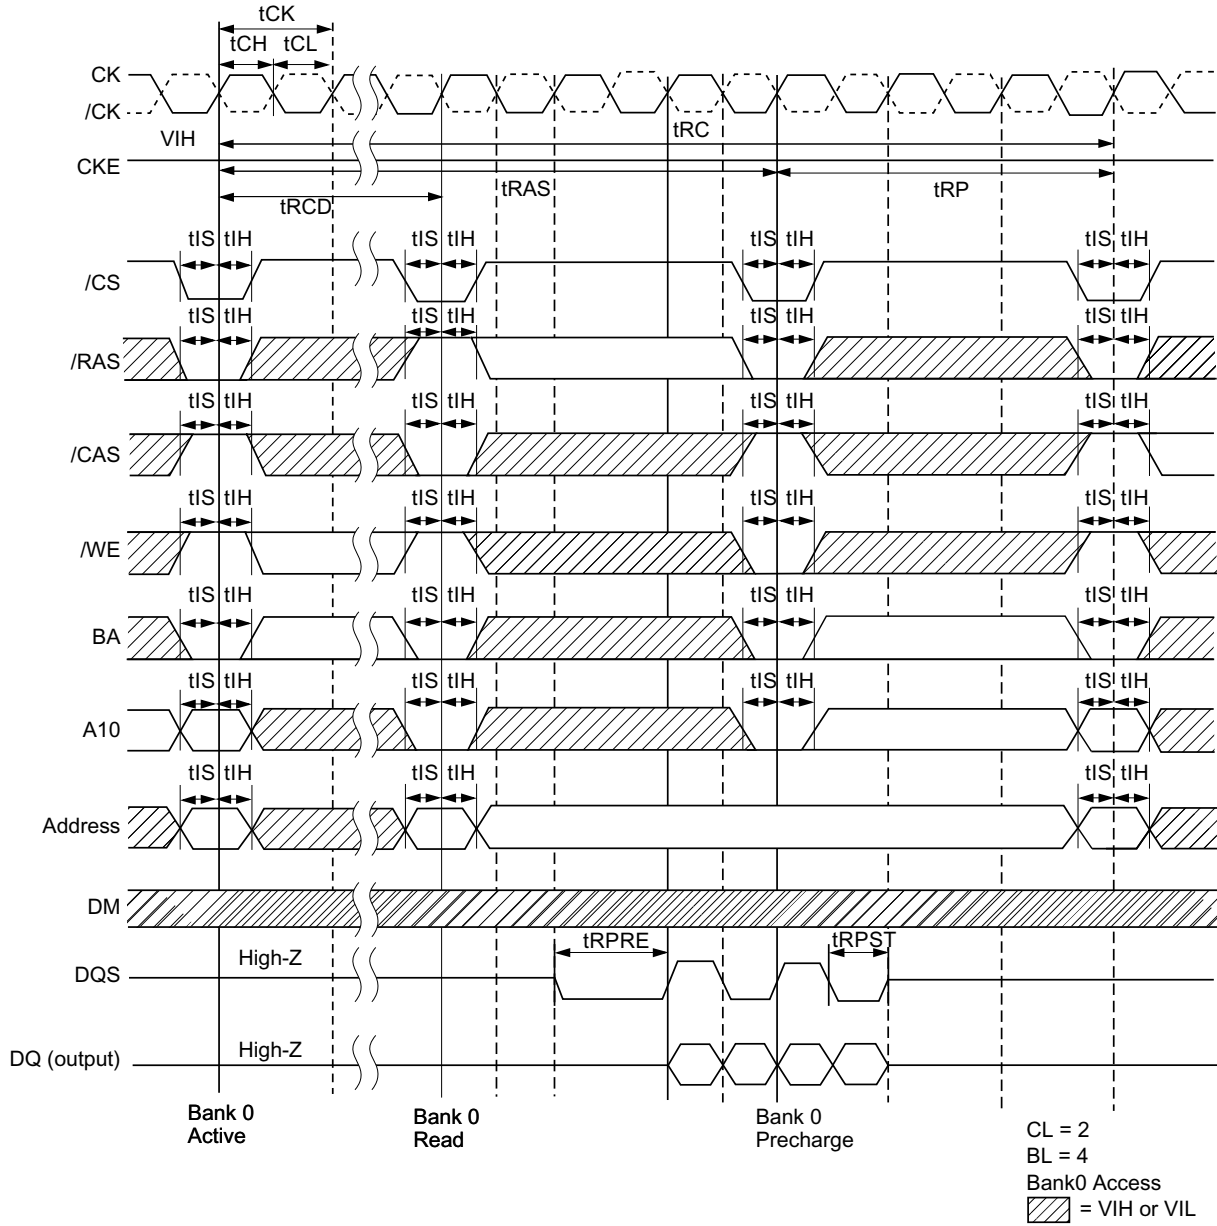 tCK
tCH tCL
CK
/CK
VIH
tRC
CKE
tRAS
tRP
tRCD
tIS tIH tIS tIH tIS tIH tIS tIH
/CS
tIS tIH tIS tIH tIS tIH tIS tIH
/RAS
tIS tIH tIS tIH tIS tIH tIS tIH
/CAS
tIS tIH tIS tIH tIS tIH tIS tIH
/WE
tIS tIH tIS tIH tIS tIH tIS tIH
BA
tIS tIH tIS tIH tIS tIH tIS tIH
A10
tIS tIH tIS tIH tIS tIH
Address
DM
tRPRE tRPST
High-Z
DQS
High-Z
DQ (output)
Bank 0
Active
Bank 0
Read
Bank 0
Precharge
CL = 2
BL = 4
Bank0 Access
= VIH or VIL